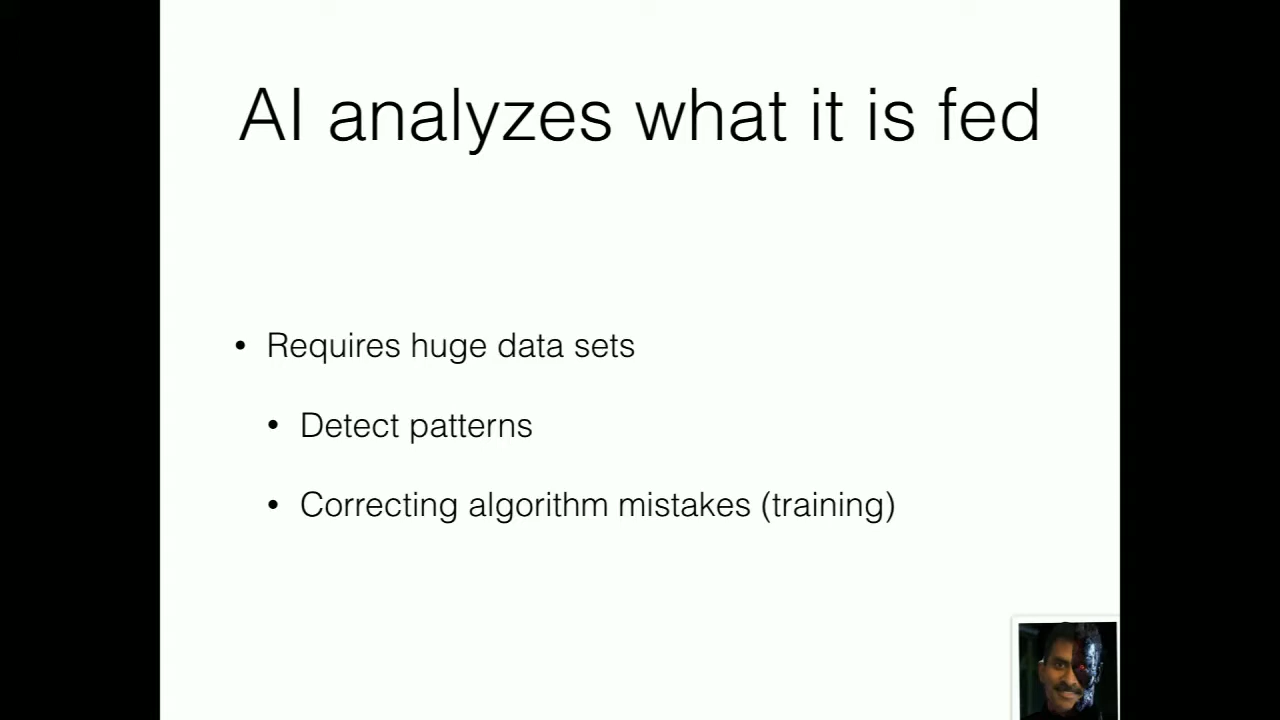 AI analyzes what it is fed
• Requires huge data sets
• Detect patterns
• Correcting algorithm mistakes (training)